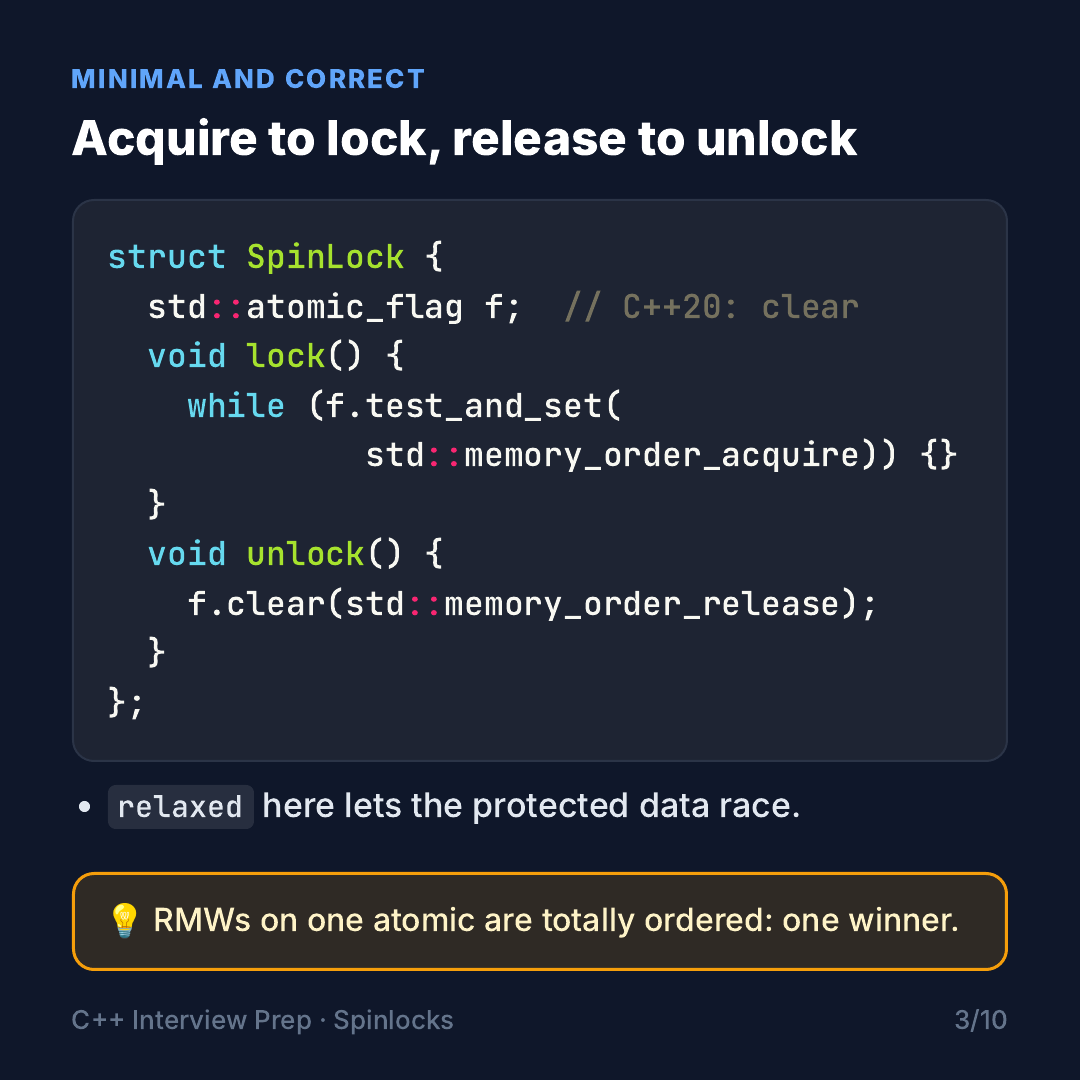 MINIMAL AND CORRECT
Acquire to lock, release to unlock
struct SpinLock {
  std::atomic_flag f;  // C++20: clear
  void lock() {
    while (f.test_and_set(
             std::memory_order_acquire)) {}
  }
  void unlock() {
    f.clear(std::memory_order_release);
  }
};
• relaxed here lets the protected data race.
💡 RMWs on one atomic are totally ordered: one winner.
C++ Interview Prep · Spinlocks
3/10